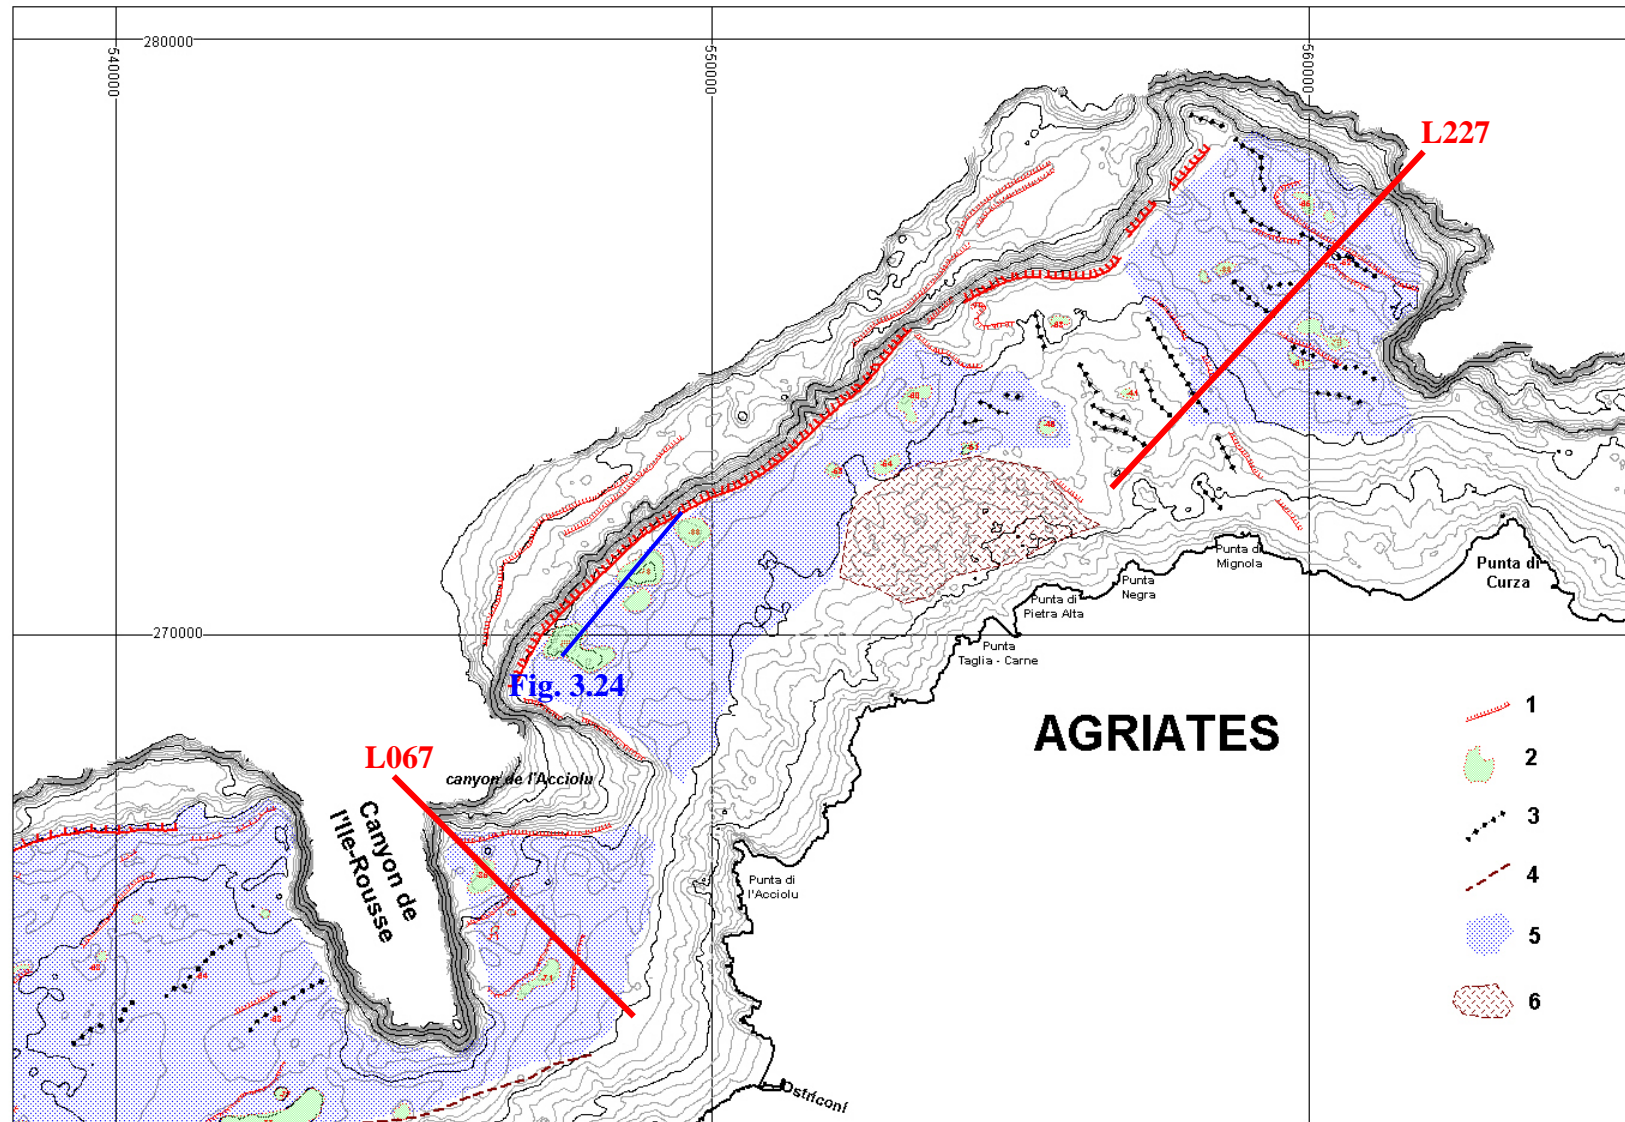 280000
540000
550000
560000
L227
270000
Fig. 3.24
L067
canyon de l'Acciolu
Canyon de
l'Ile-Rousse
Punta di
Mignola
Punta di
Curza
Punta
Negra
Punta di
Pietra Alta
Punta
Taglia - Carne
AGRIATES
Punta di
l'Acciolu
Ostriconi
1
2
3
4
5
6